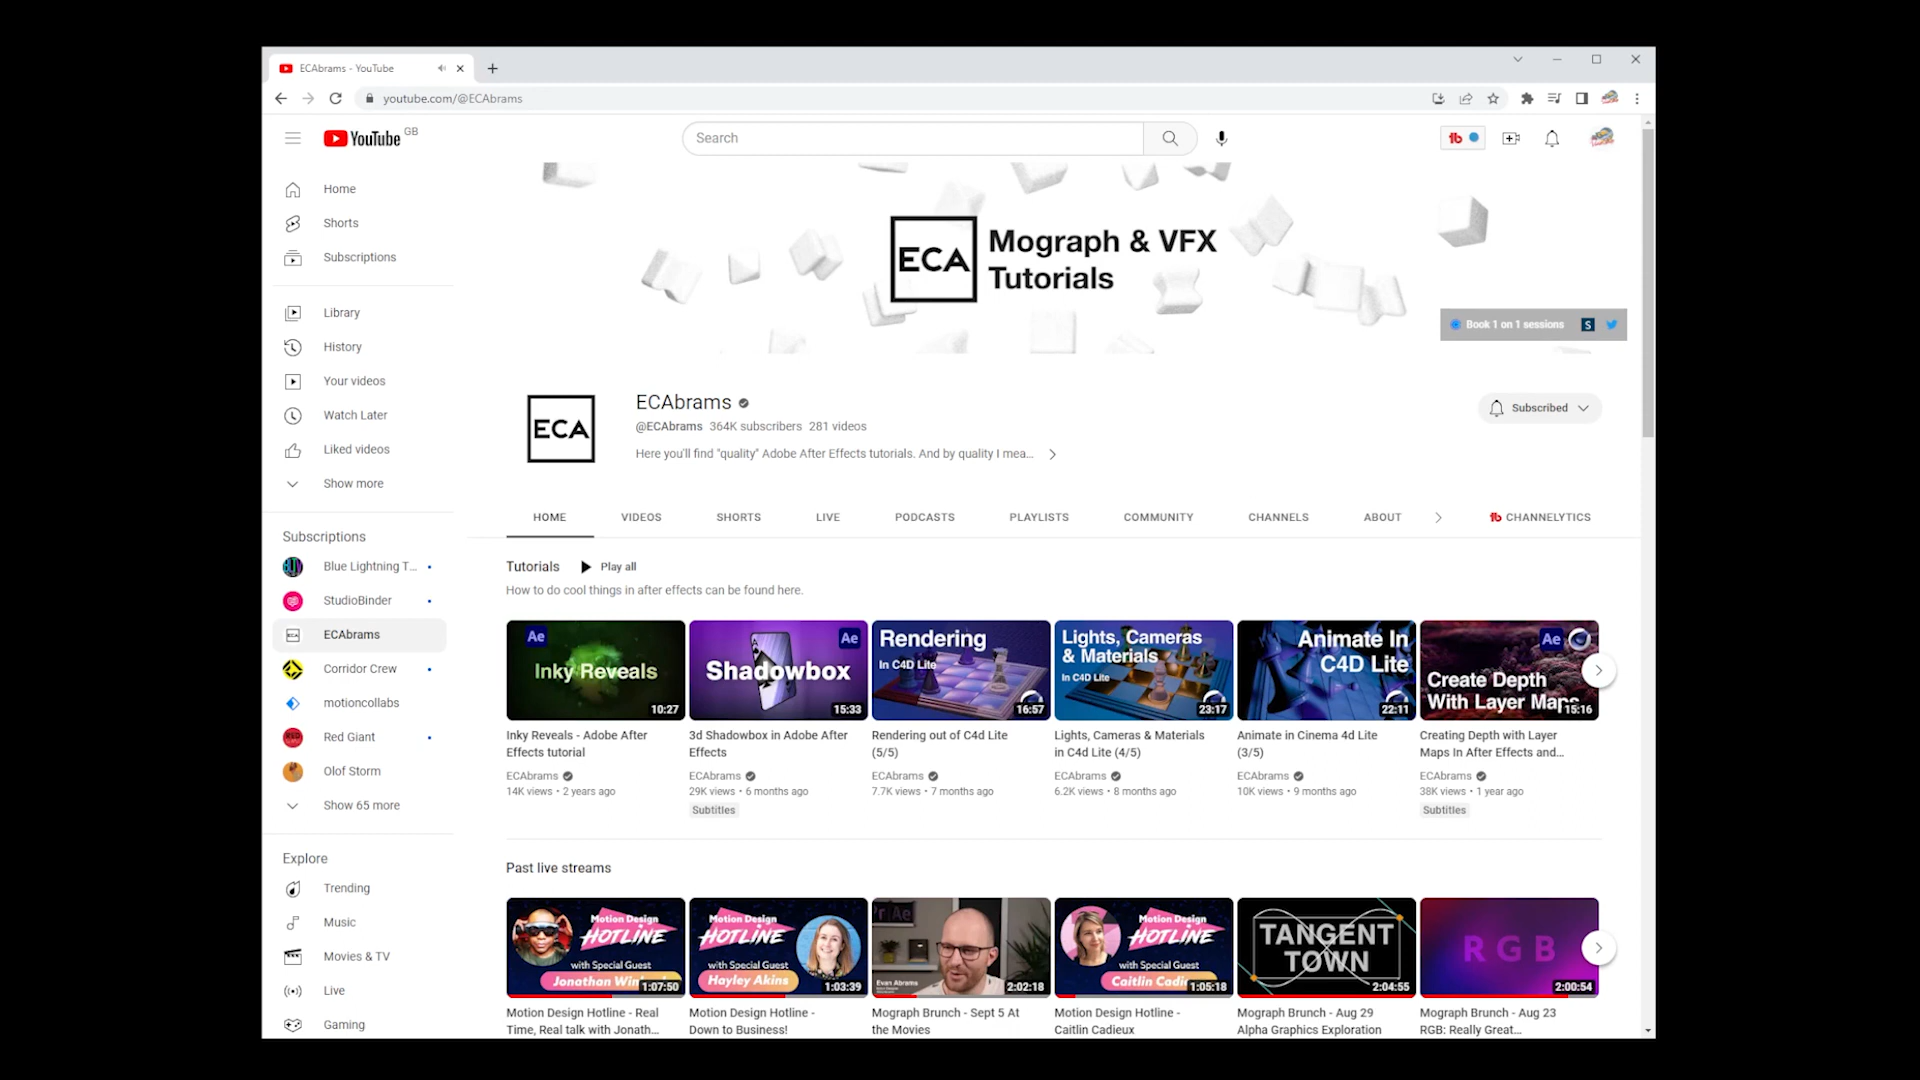 ECAbrams - YouTube
youtube.com/@ECAbrams
YouTube GB
Search
Home
Shorts
Subscriptions
Library
History
Your videos
Watch Later
Liked videos
Show more
Subscriptions
Blue Lightning T...
StudioBinder
ECAbrams
Corridor Crew
motioncollabs
Red Giant
Olof Storm
Show 65 more
Explore
Trending
Music
Movies & TV
Live
Gaming
ECA
Mograph & VFX
Tutorials
Book 1 on 1 sessions
ECA
ECAbrams
@ECAbrams 364K subscribers 281 videos
Here you'll find "quality" Adobe After Effects tutorials. And by quality I mea...
Subscribed
HOME VIDEOS SHORTS LIVE PODCASTS PLAYLISTS COMMUNITY CHANNELS ABOUT CHANNELYTICS
Tutorials Play all
How to do cool things in after effects can be found here.
Ae
Inky Reveals
10:27
Inky Reveals - Adobe After
Effects tutorial
ECAbrams
14K views • 2 years ago
Ae
Shadowbox
15:33
3d Shadowbox in Adobe After
Effects
ECAbrams
29K views • 6 months ago
Subtitles
Rendering
In C4D Lite
16:57
Rendering out of C4d Lite
(5/5)
ECAbrams
7.7K views • 7 months ago
Lights, Cameras
& Materials
In C4D Lite
23:17
Lights, Cameras & Materials
in C4d Lite (4/5)
ECAbrams
6.2K views • 8 months ago
Animate In
C4D Lite
22:11
Animate in Cinema 4d Lite
(3/5)
ECAbrams
10K views • 9 months ago
Ae
Create Depth
With Layer Maps
15:16
Creating Depth with Layer
Maps In After Effects and...
ECAbrams
38K views • 1 year ago
Subtitles
Past live streams
Motion Design
HOTLINE
with Special Guest
Jonathan
1:07:50
Motion Design Hotline - Real
Time, Real talk with Jonath...
Motion Design
HOTLINE
with Special Guest
Hayley Akins
1:03:39
Motion Design Hotline -
Down to Business!
Pr Ae
Evan Abrams
2:02:18
Mograph Brunch - Sept 5 At
the Movies
Motion Design
HOTLINE
with Special Guest
Caitlin
1:05:18
Motion Design Hotline -
Caitlin Cadieux
TANGENT
TOWN
2:04:55
Mograph Brunch - Aug 29
Alpha Graphics Exploration
RGB
2:00:54
Mograph Brunch - Aug 23
RGB: Really Great...